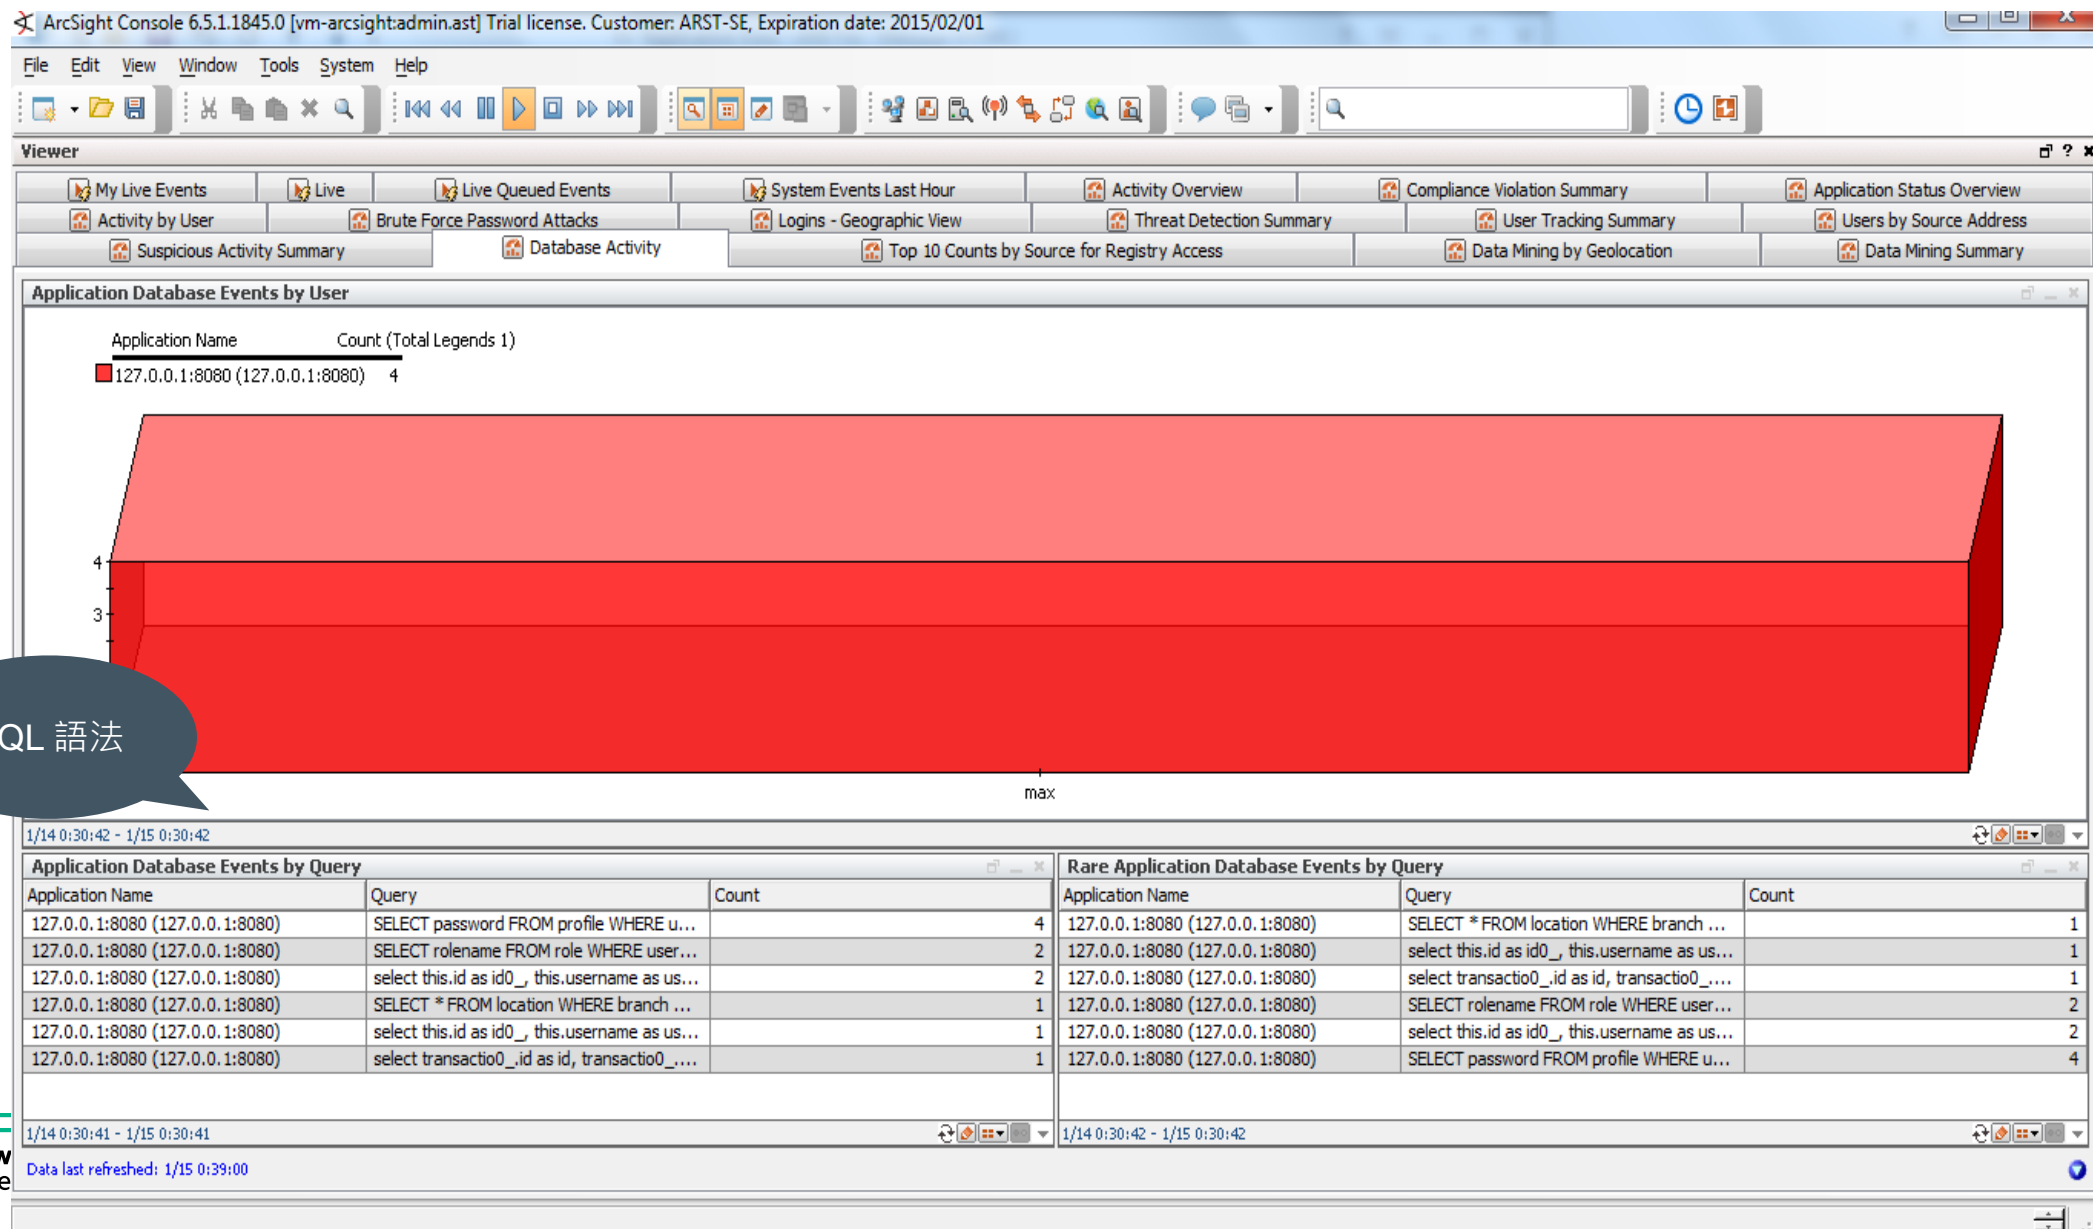 ArcSight Console 6.5.1.1845.0 [vm-arcsight:admin.ast] Trial license. Customer: ARST-SE, Expiration date: 2015/02/01
File Edit View Window Tools System Help
Viewer
My Live Events Live Live Queued Events System Events Last Hour Activity Overview Compliance Violation Summary Application Status Overview
Activity by User Brute Force Password Attacks Logins - Geographic View Threat Detection Summary User Tracking Summary Users by Source Address
Suspicious Activity Summary Database Activity Top 10 Counts by Source for Registry Access Data Mining by Geolocation Data Mining Summary
Application Database Events by User
Application Name Count (Total Legends 1)
127.0.0.1:8080 (127.0.0.1:8080) 4
4
3
QL 語法
max
1/14 0:30:42 - 1/15 0:30:42
Application Database Events by Query
Application Name Query Count
127.0.0.1:8080 (127.0.0.1:8080) SELECT password FROM profile WHERE u... 4
127.0.0.1:8080 (127.0.0.1:8080) SELECT rolename FROM role WHERE user... 2
127.0.0.1:8080 (127.0.0.1:8080) select this.id as id0_, this.username as us... 2
127.0.0.1:8080 (127.0.0.1:8080) SELECT * FROM location WHERE branch ... 1
127.0.0.1:8080 (127.0.0.1:8080) select this.id as id0_, this.username as us... 1
127.0.0.1:8080 (127.0.0.1:8080) select transactio0_.id as id, transactio0_.... 1
1/14 0:30:41 - 1/15 0:30:41
Rare Application Database Events by Query
Application Name Query Count
127.0.0.1:8080 (127.0.0.1:8080) SELECT * FROM location WHERE branch ... 1
127.0.0.1:8080 (127.0.0.1:8080) select this.id as id0_, this.username as us... 1
127.0.0.1:8080 (127.0.0.1:8080) select transactio0_.id as id, transactio0_.... 1
127.0.0.1:8080 (127.0.0.1:8080) SELECT rolename FROM role WHERE user... 2
127.0.0.1:8080 (127.0.0.1:8080) select this.id as id0_, this.username as us... 2
127.0.0.1:8080 (127.0.0.1:8080) SELECT password FROM profile WHERE u... 4
1/14 0:30:42 - 1/15 0:30:42
Data last refreshed: 1/15 0:39:00